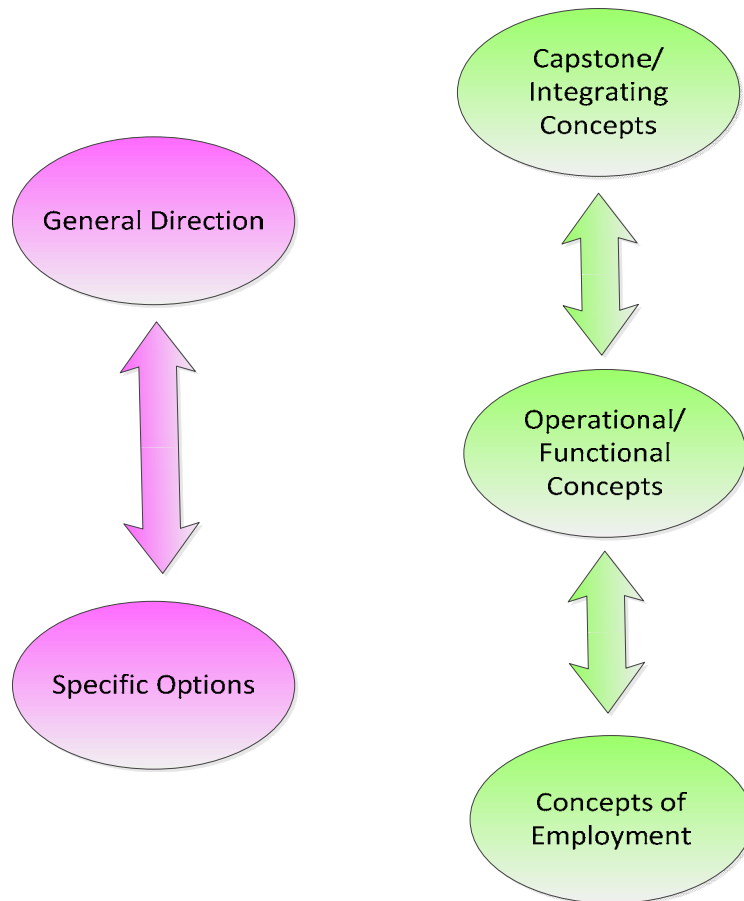 General Direction
Specific Options
Capstone/
Integrating
Concepts
Operational/
Functional
Concepts
Concepts of
Employment